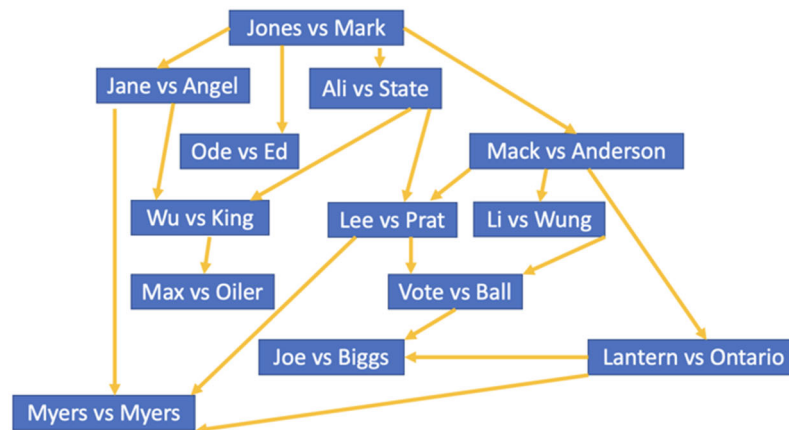 Jones vs Mark
Jane vs Angel
Ali vs State
Ode vs Ed
Mack vs Anderson
Wu vs King
Lee vs Prat
Li vs Wung
Max vs Oiler
Vote vs Ball
Joe vs Biggs
Lantern vs Ontario
Myers vs Myers